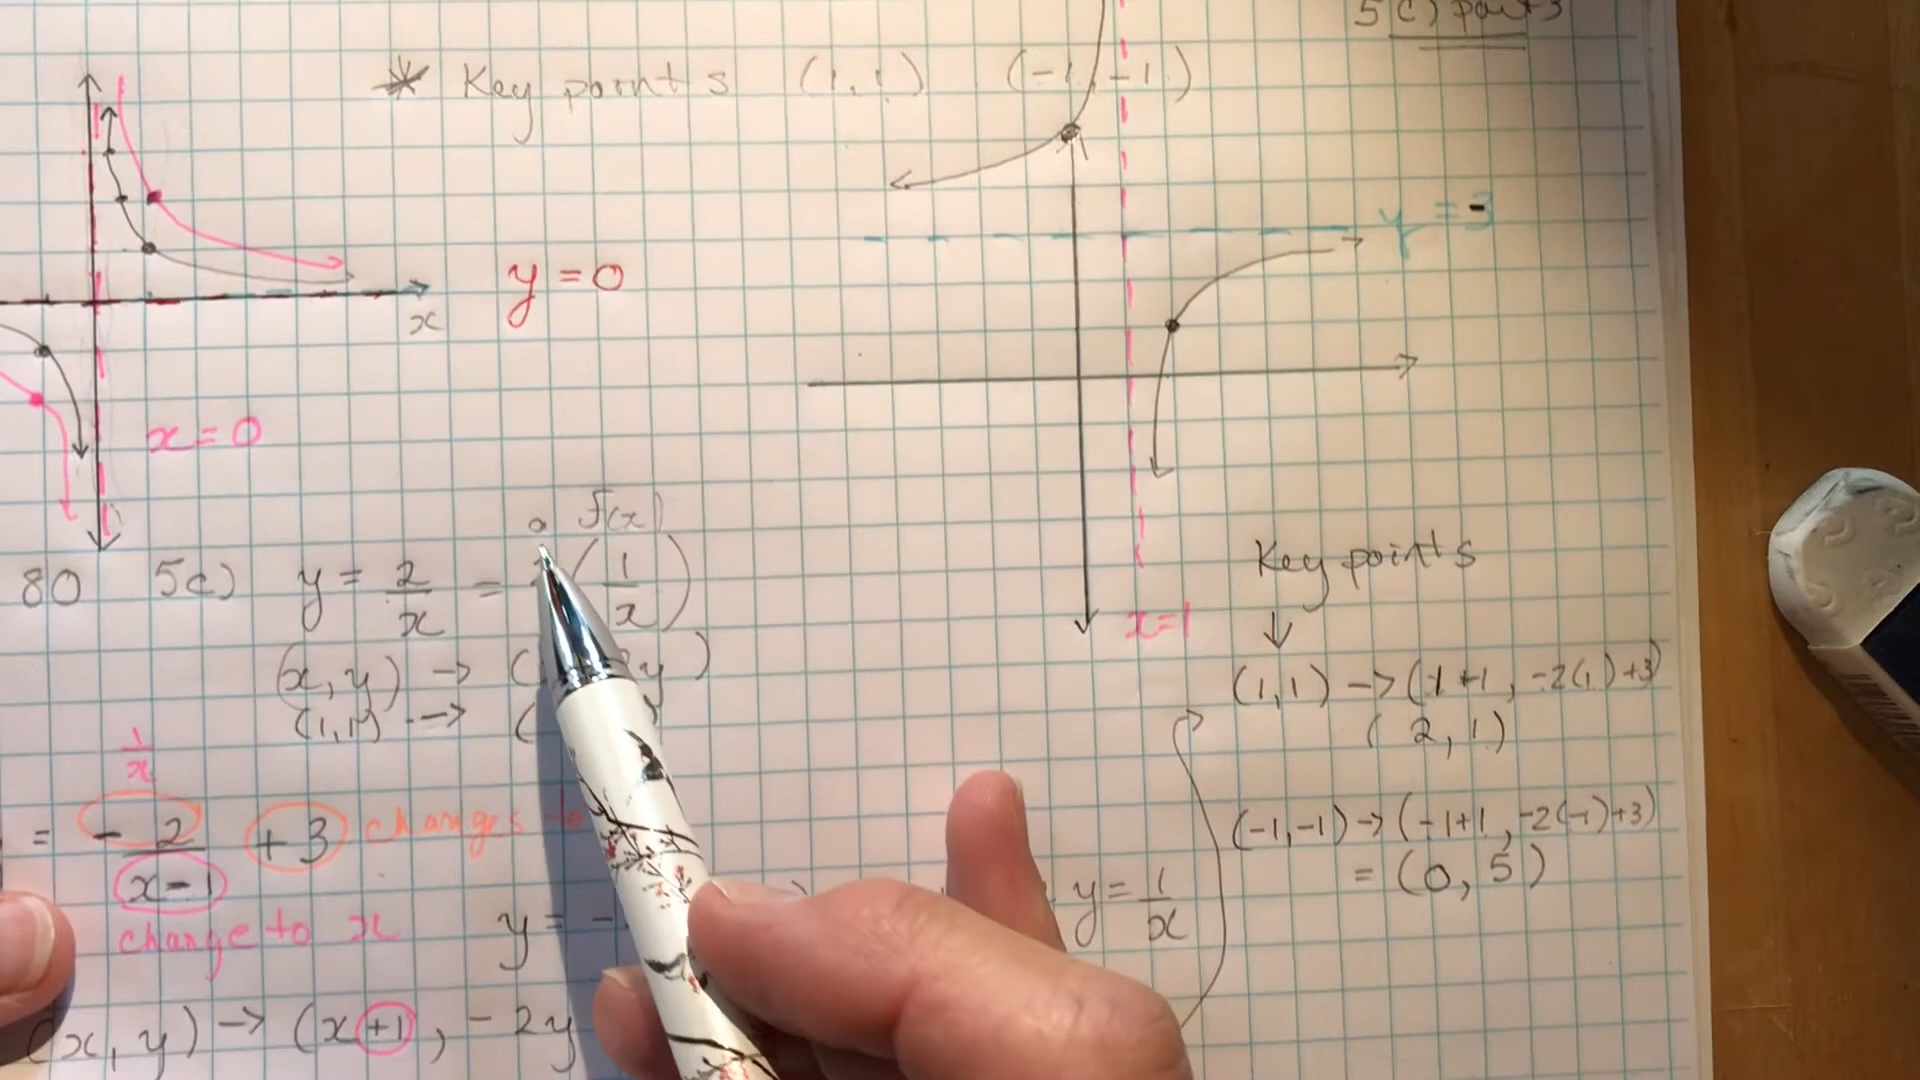 5 c) part 3
* Key points (1,1) (-1,-1)
y = 3
y = 0
x
x = 0
a f(x)
80 5c) y = 2/x = (1/x)
(x, y) → ( y)
(1,1) → (
Key points
↓
x=1
(1,1) → (1+1, -2(1)+3)
(2, 1)
1/x
= -2/(x-1) +3 changes to
(-1,-1) → (-1+1, -2(-1)+3)
= (0, 5)
y = 1/x
change to x y = -
(x, y) → (x+1, -2y